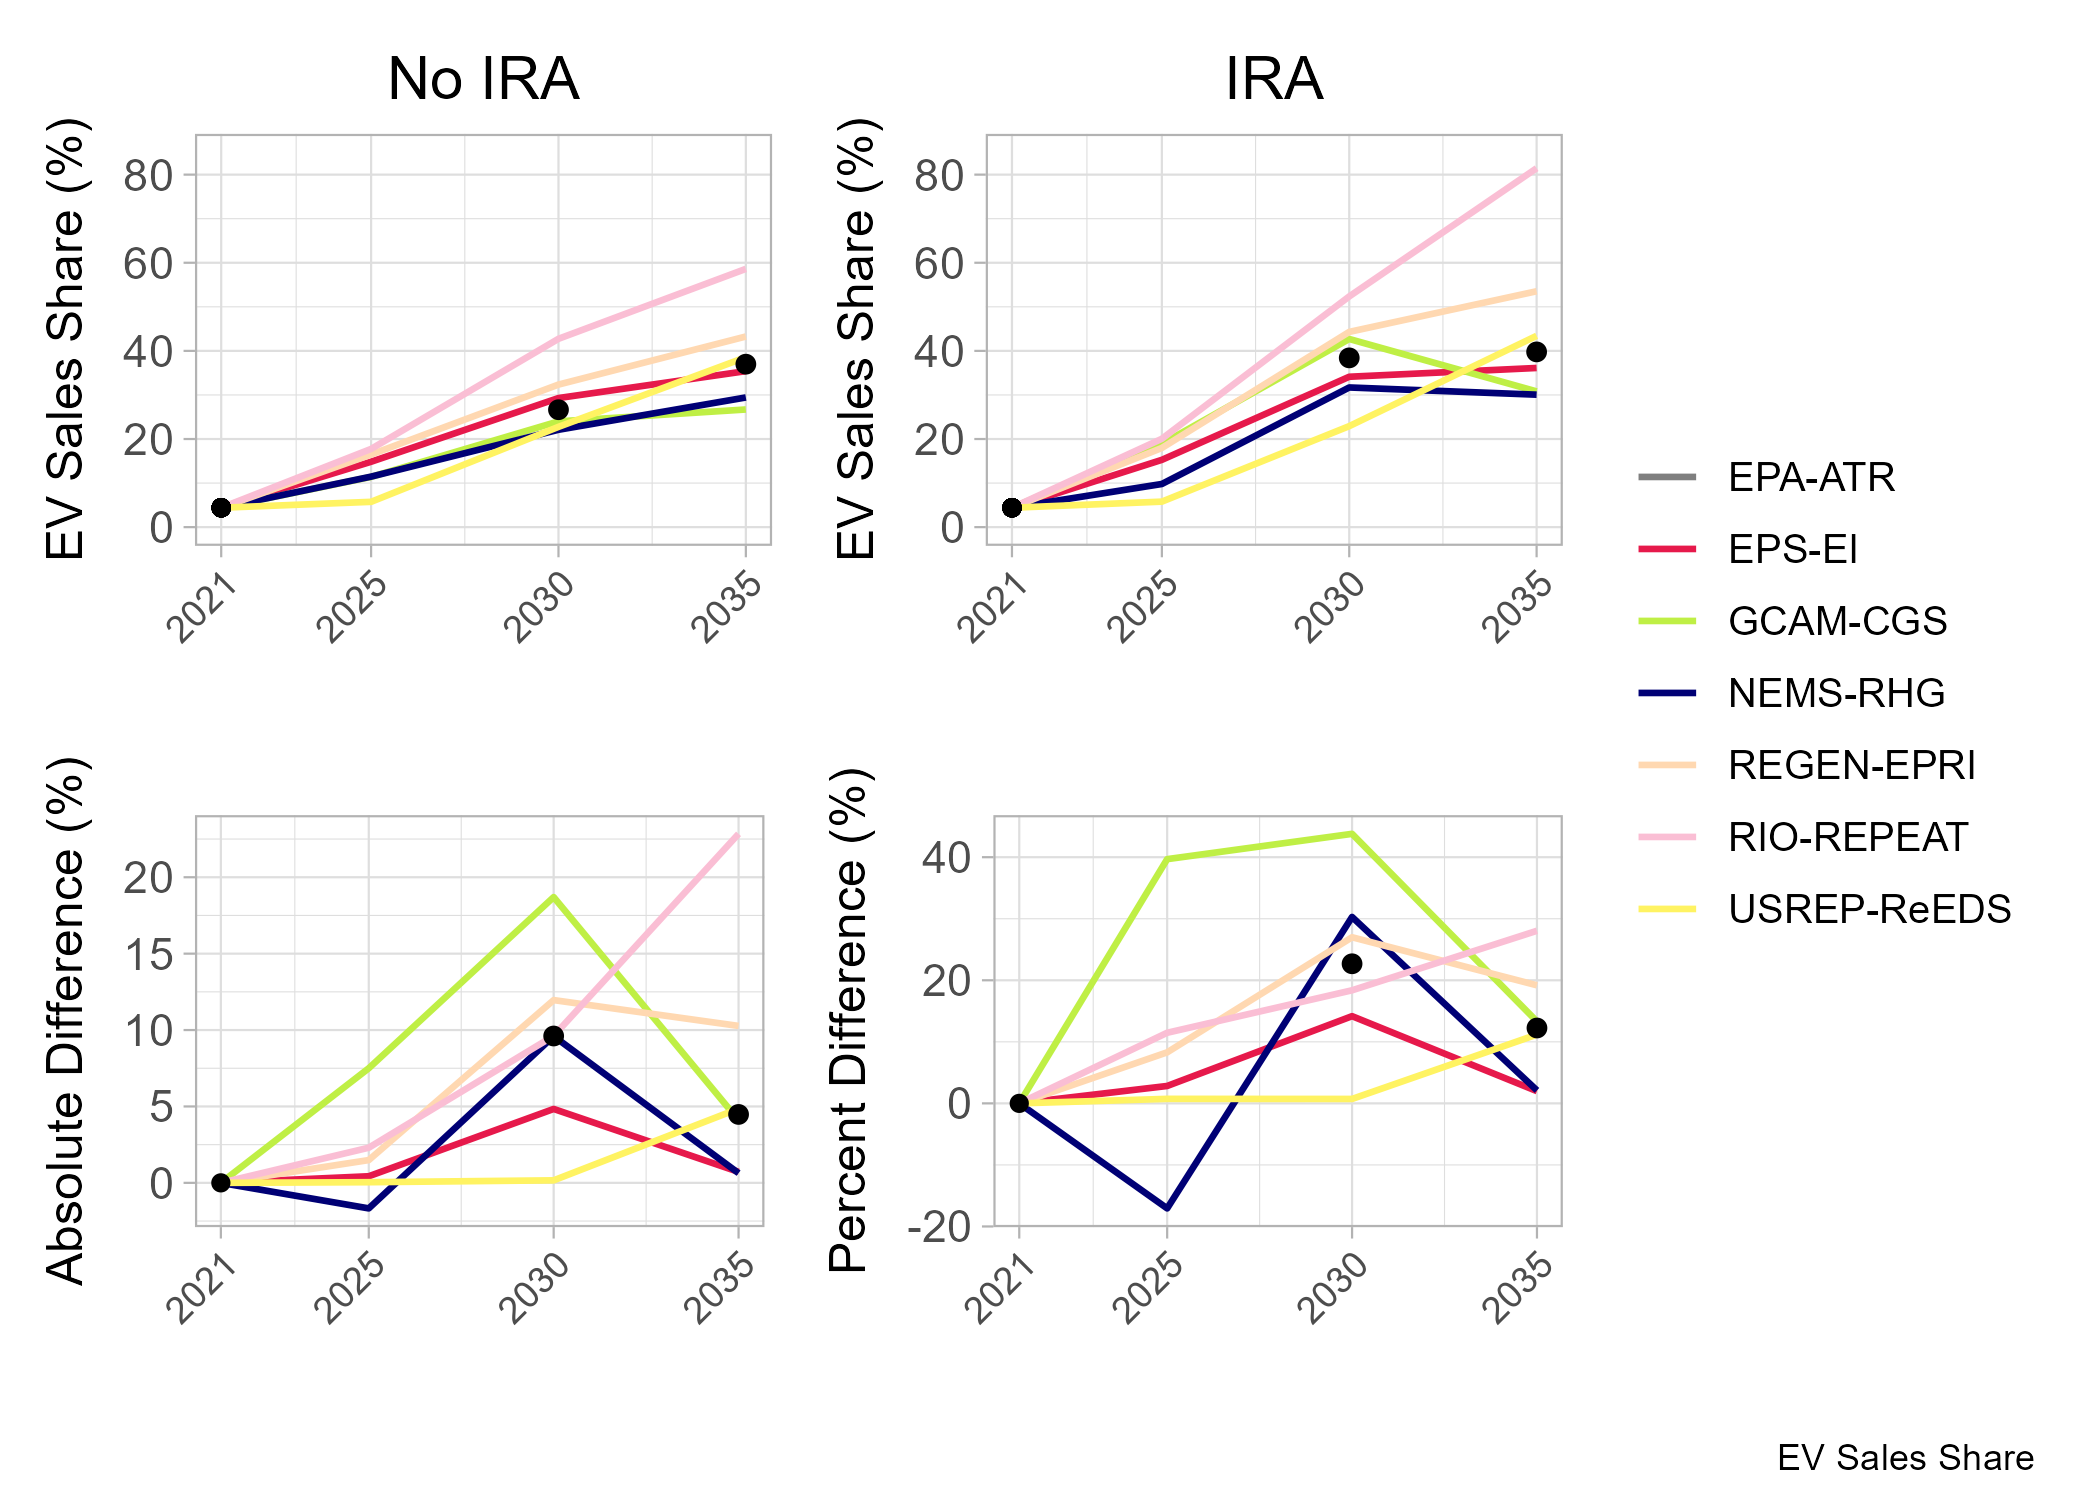 No IRA
IRA
EV Sales Share (%)
80
60
40
20
0
2021
2025
2030
2035
EV Sales Share (%)
80
60
40
20
0
2021
2025
2030
2035
Absolute Difference (%)
20
15
10
5
0
2021
2025
2030
2035
Percent Difference (%)
40
20
0
-20
2021
2025
2030
2035
EPA-ATR
EPS-EI
GCAM-CGS
NEMS-RHG
REGEN-EPRI
RIO-REPEAT
USREP-ReEDS
EV Sales Share